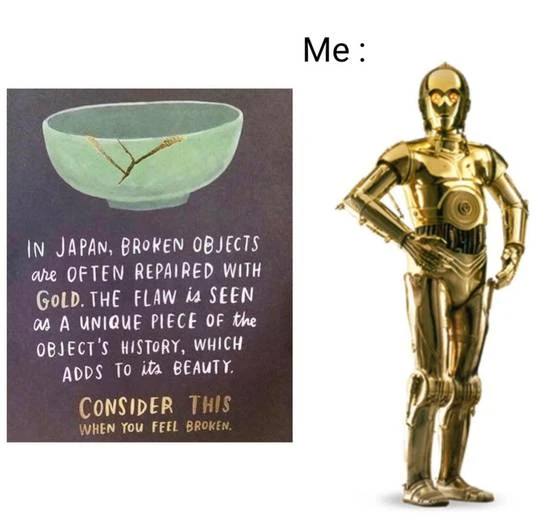 Me :
IN JAPAN, BROKEN OBJECTS
are OFTEN REPAIRED WITH
GOLD. THE FLAW is SEEN
as A UNIQUE PIECE OF the
OBJECT'S HISTORY, WHICH
ADDS TO its BEAUTY.
CONSIDER THIS
WHEN YOU FEEL BROKEN.